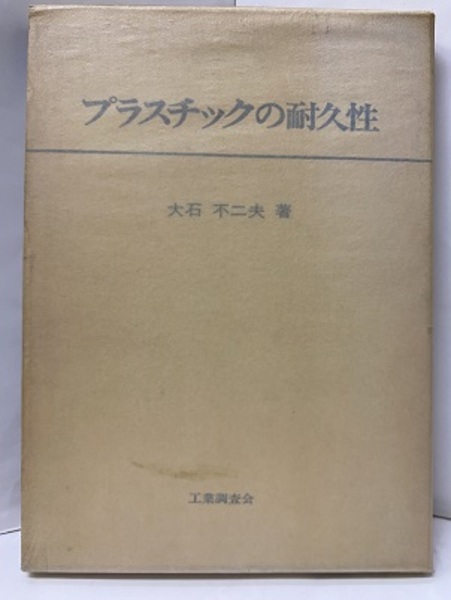 プラスチックの耐久性
大石 不二夫 著
工業調査会